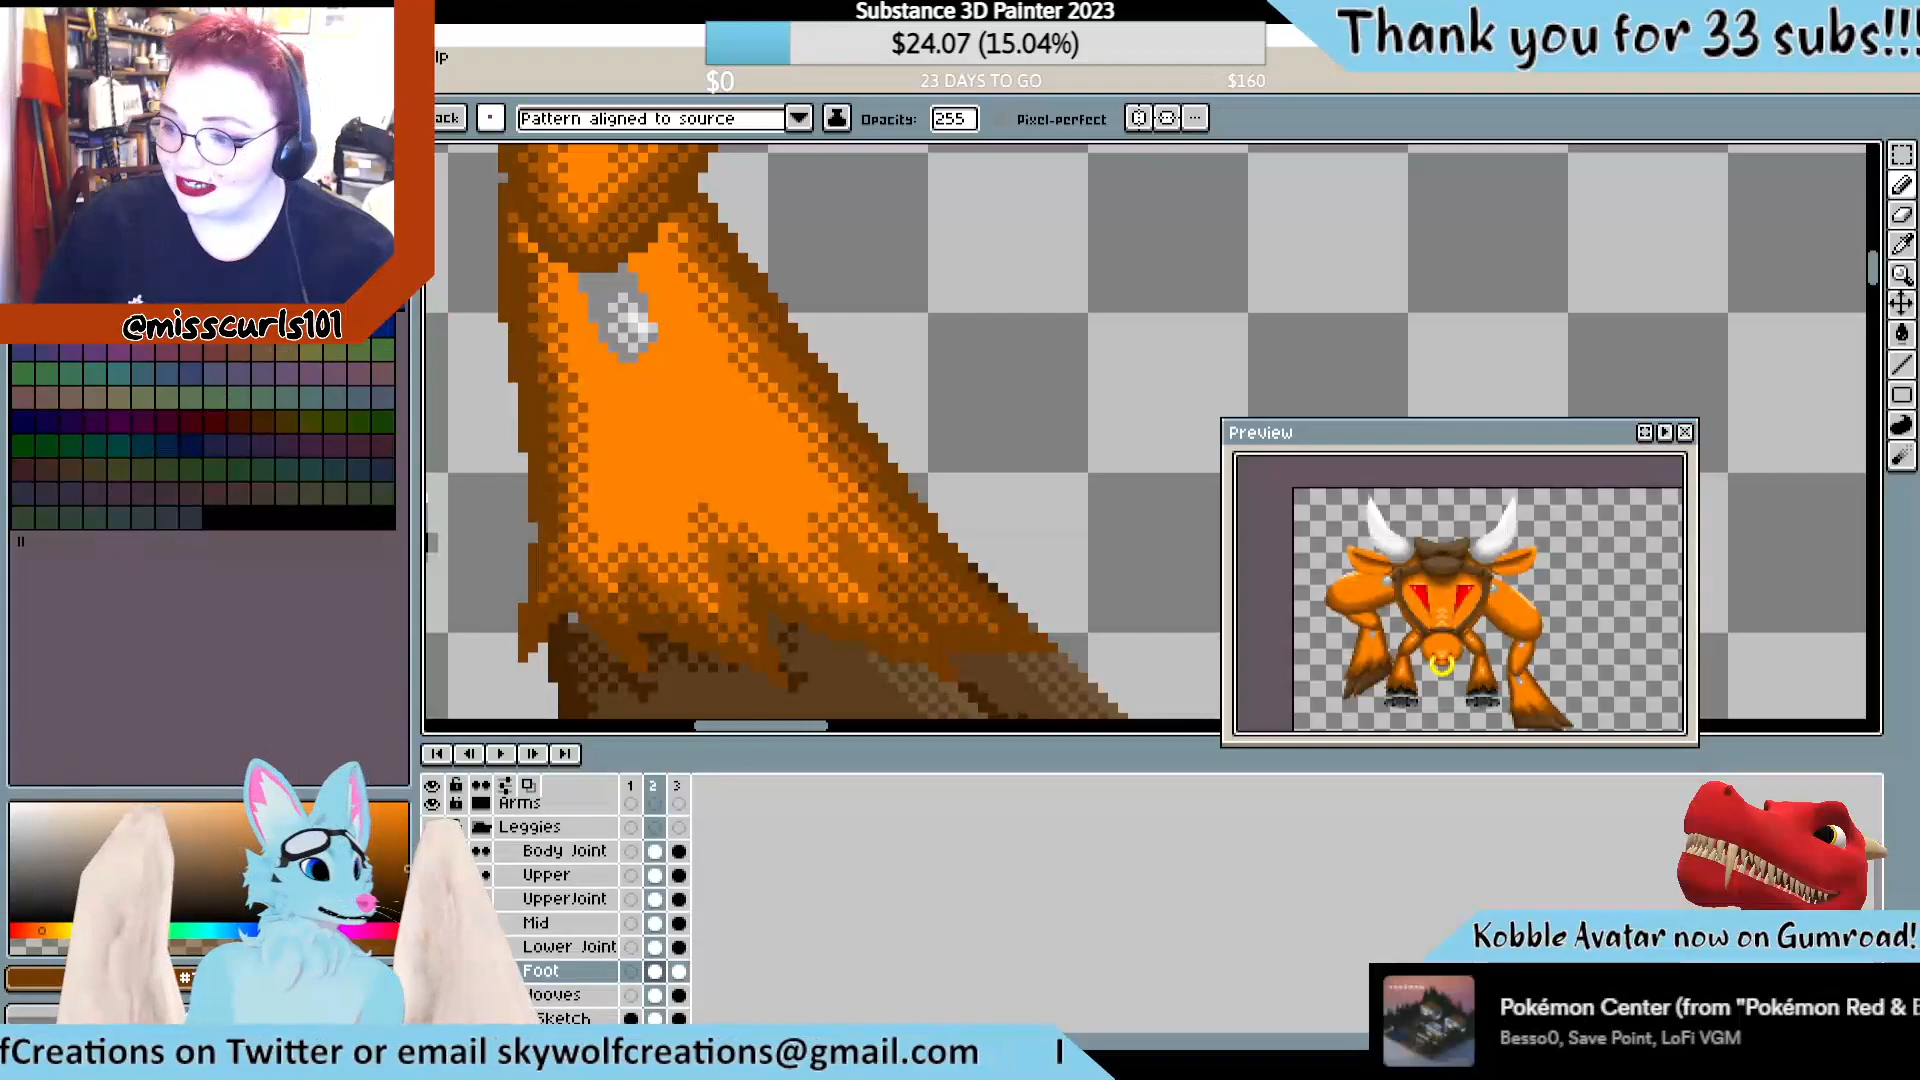 Substance 3D Painter 2023
$24.07 (15.04%)
$0
23 DAYS TO GO
$160
Thank you for 33 subs!!!
lp
ack
Pattern aligned to source
Opacity:
255
Pixel-perfect
...
@misscurls101
Preview
1
2
3
Arms
Leggies
Body Joint
Upper
UpperJoint
Mid
Lower Joint
Foot
Hooves
Sketch
Kobble Avatar now on Gumroad!
Pokémon Center (from "Pokémon Red & B
Besso0, Save Point, LoFi VGM
fCreations on Twitter or email skywolfcreations@gmail.com